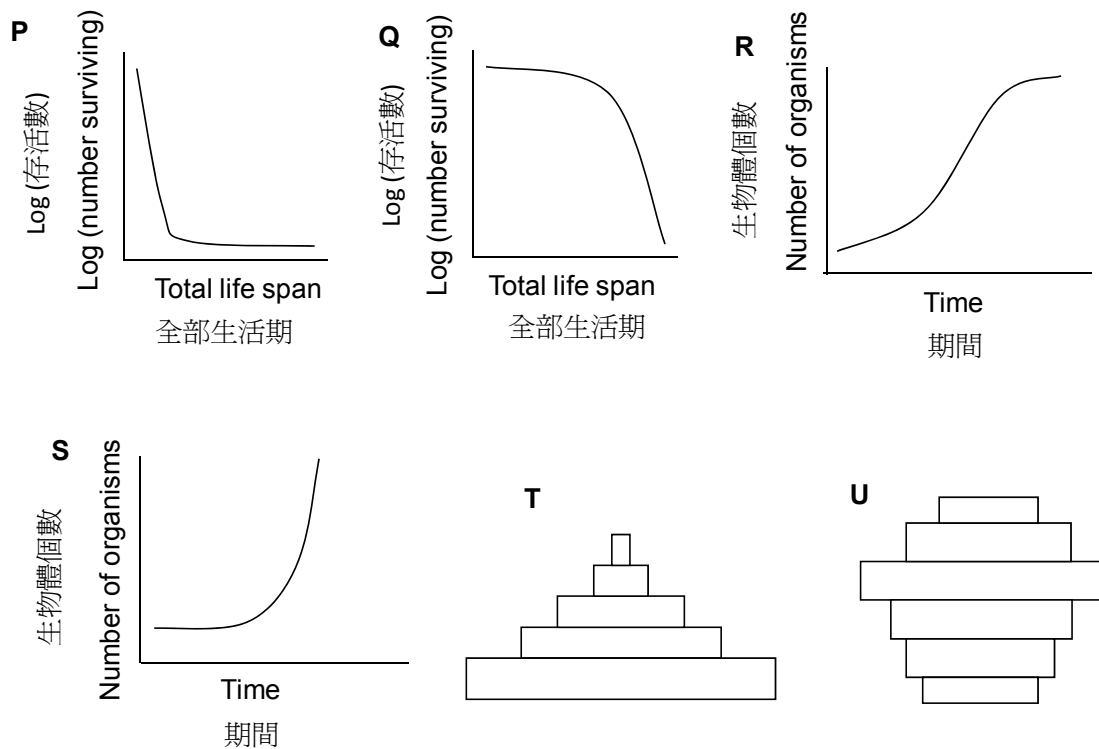 P
Log (存活數)
Log (number surviving)
Total life span
全部生活期
Q
Log (存活數)
Log (number surviving)
Total life span
全部生活期
R
生物體個數
Number of organisms
Time
期間
S
生物體個數
Number of organisms
Time
期間
T
U